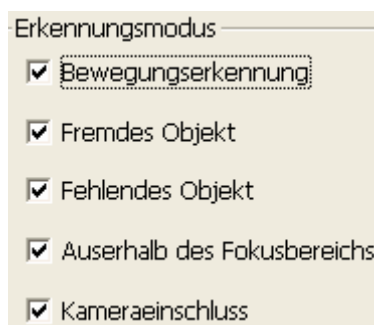 Erkennungsmodus
Bewegungserkennung
Fremdes Objekt
Fehlendes Objekt
Auserhalb des Fokusbereichs
Kameraeinschluss